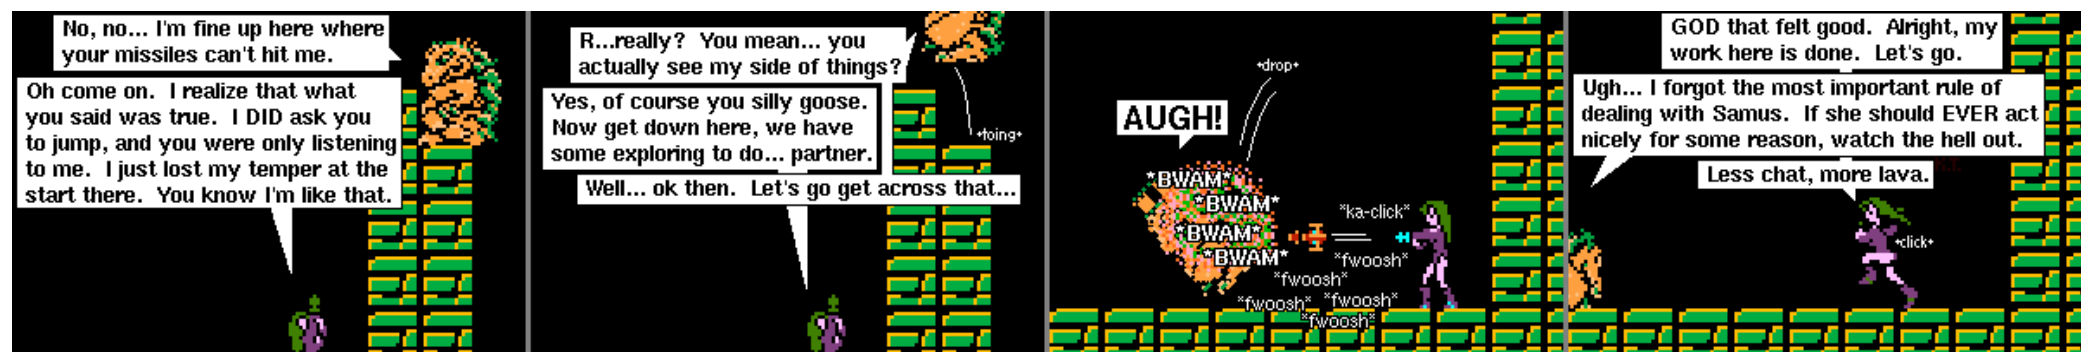 No, no... I'm fine up here where
your missiles can't hit me.
Oh come on.  I realize that what
you said was true.  I DID ask you
to jump, and you were only listening
to me.  I just lost my temper at the
start there.  You know I'm like that.
R...really?  You mean... you
actually see my side of things?
Yes, of course you silly goose.
Now get down here, we have
some exploring to do... partner.
*toing*
Well... ok then.  Let's go get across that...
*drop*
AUGH!
*BWAM*
*BWAM*
*BWAM*
*BWAM*
*ka-click*
*fwoosh*
*fwoosh*
*fwoosh*
*fwoosh*
*fwoosh*
GOD that felt good.  Alright, my
work here is done.  Let's go.
Ugh... I forgot the most important rule of
dealing with Samus.  If she should EVER act
nicely for some reason, watch the hell out.
Less chat, more lava.
*click*